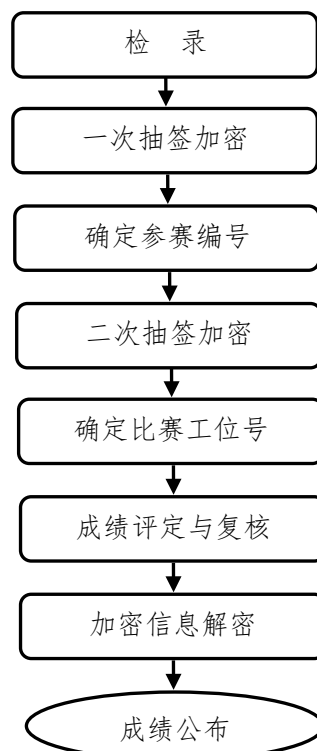 检 录
一次抽签加密
确定参赛编号
二次抽签加密
确定比赛工位号
成绩评定与复核
加密信息解密
成绩公布